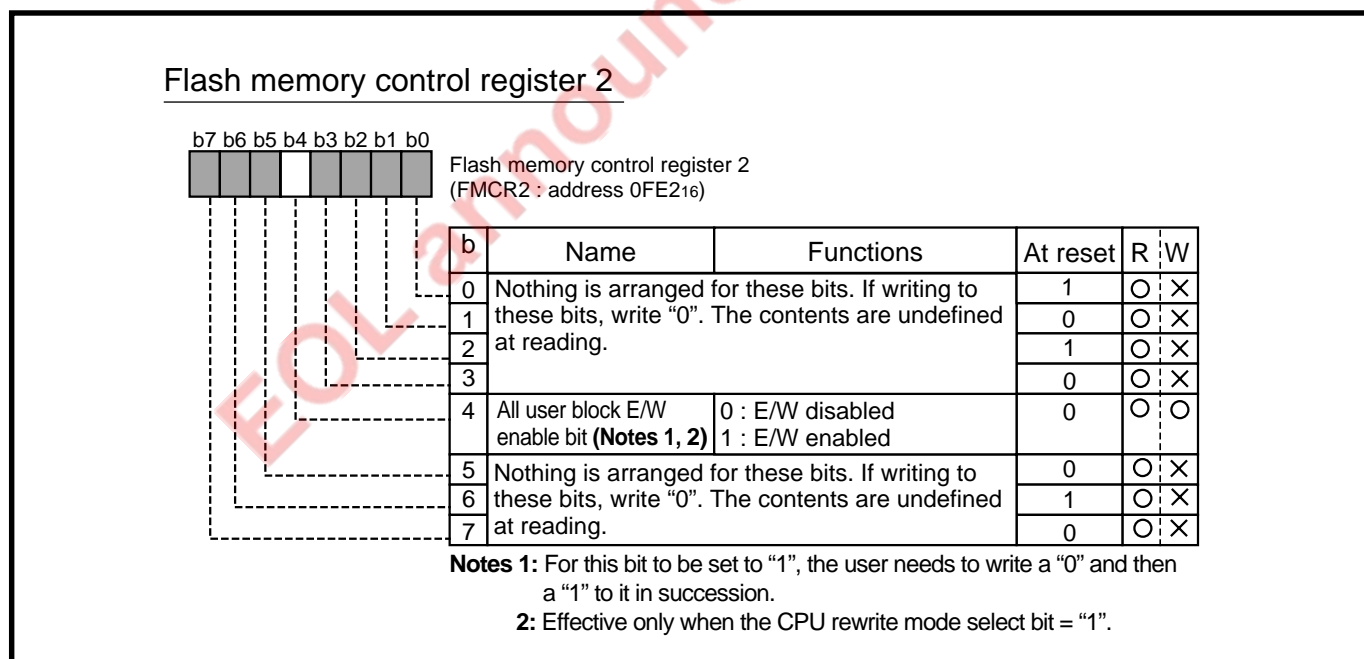 Flash memory control register 2
b7 b6 b5 b4 b3 b2 b1 b0
Flash memory control register 2
(FMCR2 : address 0FE216)
b Name Functions At reset R W
0 Nothing is arranged for these bits. If writing to 1 O ×
1 these bits, write “0”. The contents are undefined 0 O ×
2 at reading. 1 O ×
3 0 O ×
4 All user block E/W 0 : E/W disabled 0 O O
enable bit (Notes 1, 2) 1 : E/W enabled
5 Nothing is arranged for these bits. If writing to 0 O ×
6 these bits, write “0”. The contents are undefined 1 O ×
7 at reading. 0 O ×
Notes 1: For this bit to be set to “1”, the user needs to write a “0” and then
a “1” to it in succession.
2: Effective only when the CPU rewrite mode select bit = “1”.
EOL announ